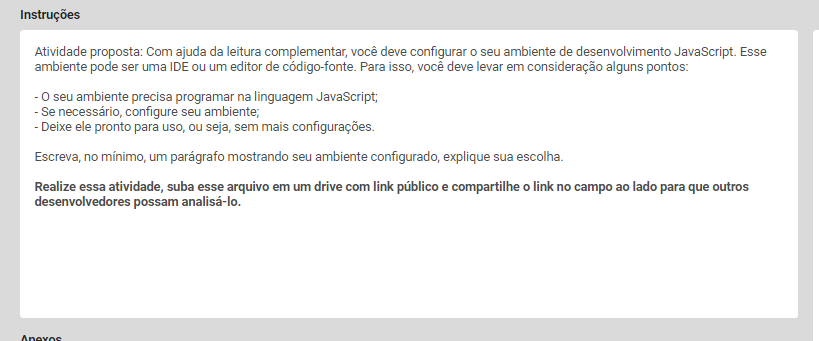 Instruções
Atividade proposta: Com ajuda da leitura complementar, você deve configurar o seu ambiente de desenvolvimento JavaScript. Esse
ambiente pode ser uma IDE ou um editor de código-fonte. Para isso, você deve levar em consideração alguns pontos:
- O seu ambiente precisa programar na linguagem JavaScript;
- Se necessário, configure seu ambiente;
- Deixe ele pronto para uso, ou seja, sem mais configurações.
Escreva, no mínimo, um parágrafo mostrando seu ambiente configurado, explique sua escolha.
Realize essa atividade, suba esse arquivo em um drive com link público e compartilhe o link no campo ao lado para que outros
desenvolvedores possam analisá-lo.
Anexos